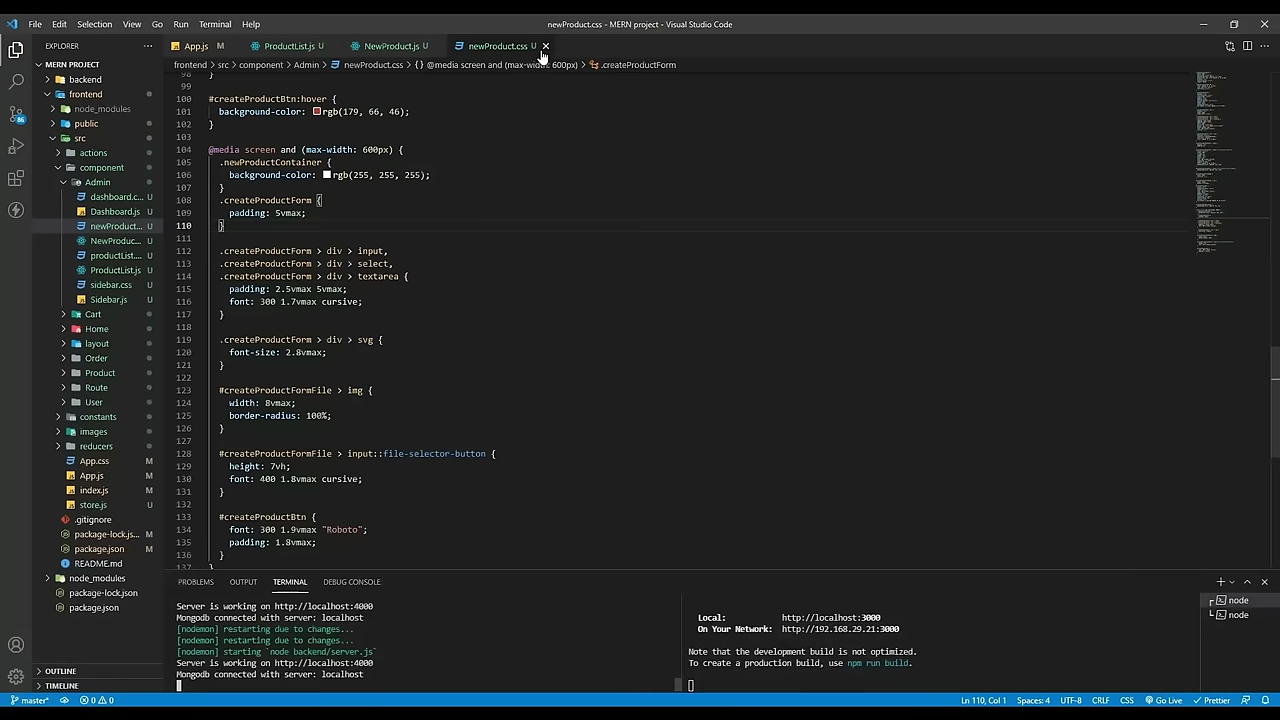 File Edit Selection View Go Run Terminal Help
newProduct.css - MERN project - Visual Studio Code
EXPLORER
App.js M
ProductList.js U
NewProduct.js U
newProduct.css U
frontend > src > component > Admin > newProduct.css > {} @media screen and (max-width: 600px) > .createProductForm
MERN PROJECT
backend
frontend
node_modules
public
src
actions
component
Admin
dashboard.c... U
Dashboard.js U
newProduct... U
NewProduc... U
productList.... U
ProductList.js U
sidebar.css U
Sidebar.js U
Cart
Home
layout
Order
Product
Route
User
constants
images
reducers
App.css M
App.js M
index.js M
store.js U
.gitignore
package-lock.js... M
package.json M
README.md
node_modules
package-lock.json
package.json
OUTLINE
TIMELINE
86
98 }
99
100 #createProductBtn:hover {
101 background-color: rgb(179, 66, 46);
102 }
103
104 @media screen and (max-width: 600px) {
105 .newProductContainer {
106 background-color: rgb(255, 255, 255);
107 }
108 .createProductForm {
109 padding: 5vmax;
110 }
111
112 .createProductForm > div > input,
113 .createProductForm > div > select,
114 .createProductForm > div > textarea {
115 padding: 2.5vmax 5vmax;
116 font: 300 1.7vmax cursive;
117 }
118
119 .createProductForm > div > svg {
120 font-size: 2.8vmax;
121 }
122
123 #createProductFormFile > img {
124 width: 8vmax;
125 border-radius: 100%;
126 }
127
128 #createProductFormFile > input::file-selector-button {
129 height: 7vh;
130 font: 400 1.8vmax cursive;
131 }
132
133 #createProductBtn {
134 font: 300 1.9vmax "Roboto";
135 padding: 1.8vmax;
136 }
137 }
PROBLEMS OUTPUT TERMINAL DEBUG CONSOLE
Server is working on http://localhost:4000
Mongodb connected with server: localhost
[nodemon] restarting due to changes...
[nodemon] restarting due to changes...
[nodemon] starting `node backend/server.js`
Server is working on http://localhost:4000
Mongodb connected with server: localhost
Local: http://localhost:3000
On Your Network: http://192.168.29.21:3000
Note that the development build is not optimized.
To create a production build, use npm run build.
node
node
master* 0 0
Ln 110, Col 1 Spaces: 4 UTF-8 CRLF CSS Go Live Prettier